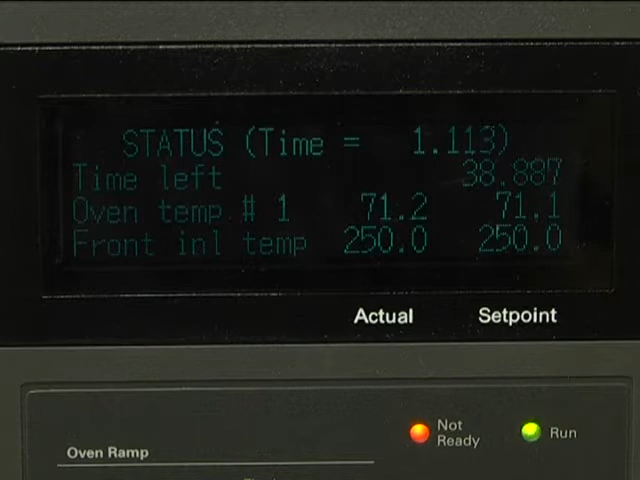 STATUS (Time = 1.113)
Time left 38.887
Oven temp # 1 71.2 71.1
Front inl temp 250.0 250.0
Actual Setpoint
Not Ready Run
Oven Ramp